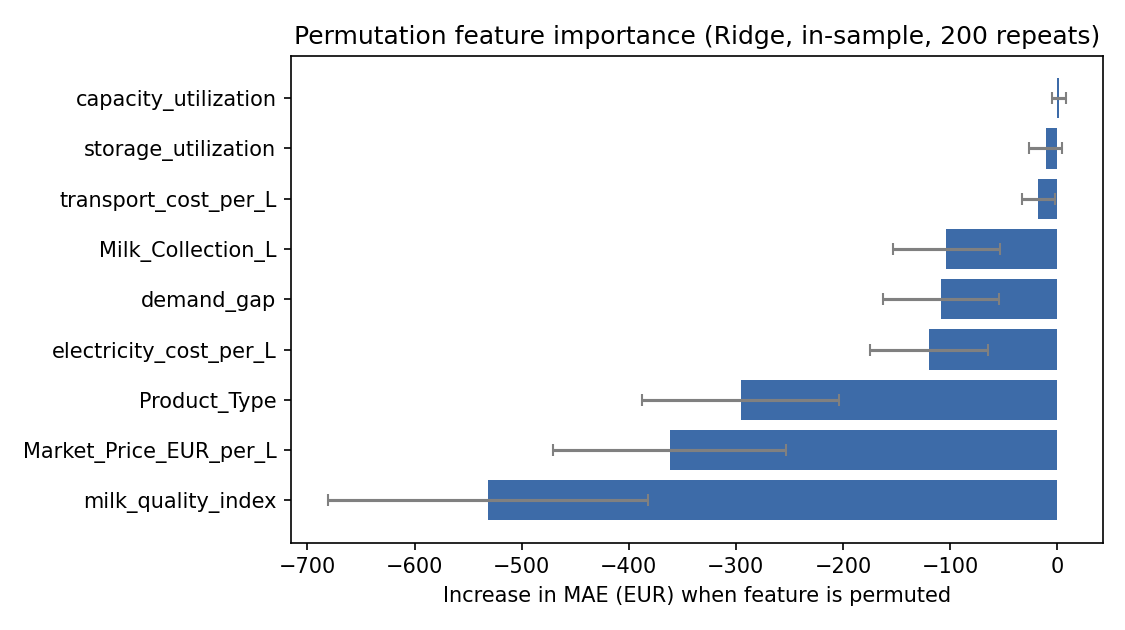 Permutation feature importance (Ridge, in-sample, 200 repeats)
capacity_utilization
storage_utilization
transport_cost_per_L
Milk_Collection_L
demand_gap
electricity_cost_per_L
Product_Type
Market_Price_EUR_per_L
milk_quality_index
−700 −600 −500 −400 −300 −200 −100 0
Increase in MAE (EUR) when feature is permuted